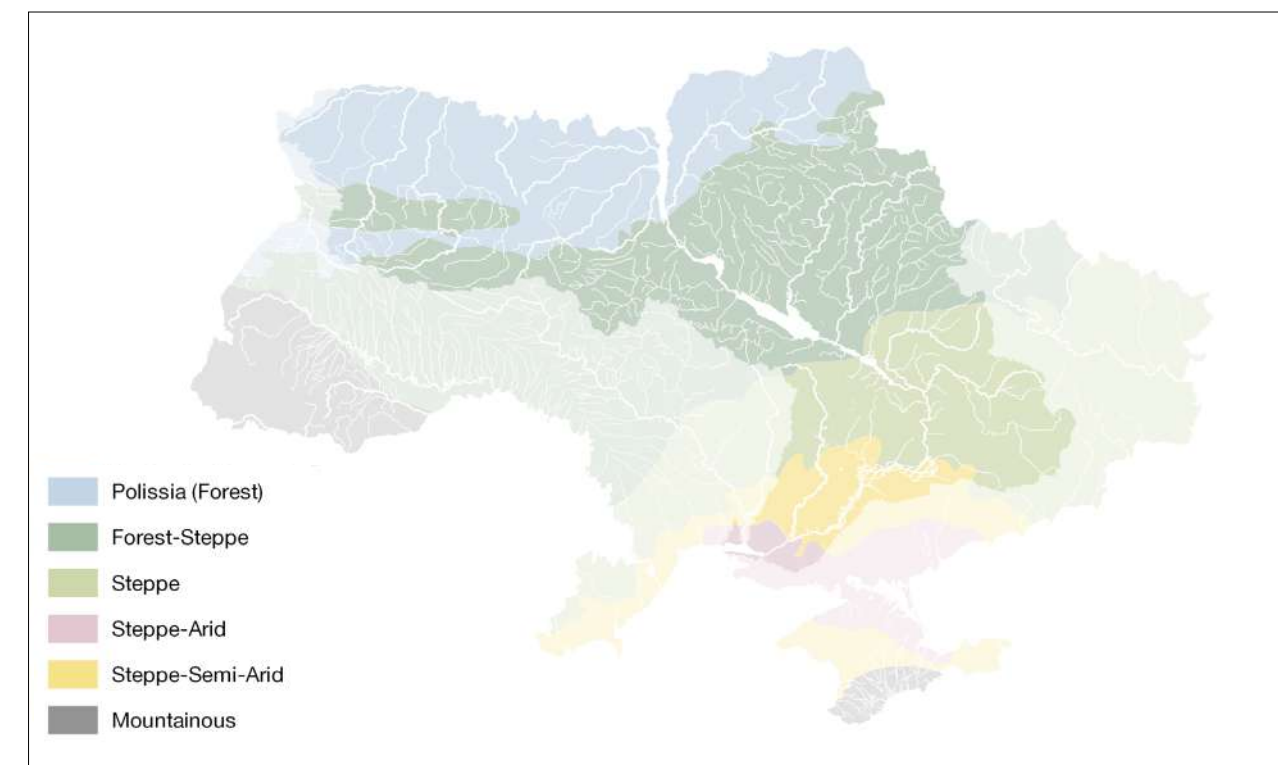 Polissia (Forest)
Forest-Steppe
Steppe
Steppe-Arid
Steppe-Semi-Arid
Mountainous